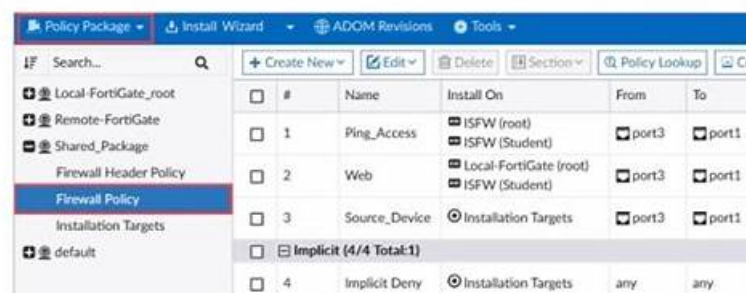 Policy Package Install Wizard ADOM Revisions Tools
Search... + Create New Edit Delete Section Policy Lookup
Local-FortiGate_root # Name Install On From To
Remote-FortiGate 1 Ping_Access ISFW (root) port3 port1
ISFW (Student)
Shared_Package
Firewall Header Policy 2 Web Local-FortiGate (root) port3 port1
ISFW (Student)
Firewall Policy
Installation Targets 3 Source_Device Installation Targets port3 port1
default Implicit (4/4 Total:1)
4 Implicit Deny Installation Targets any any